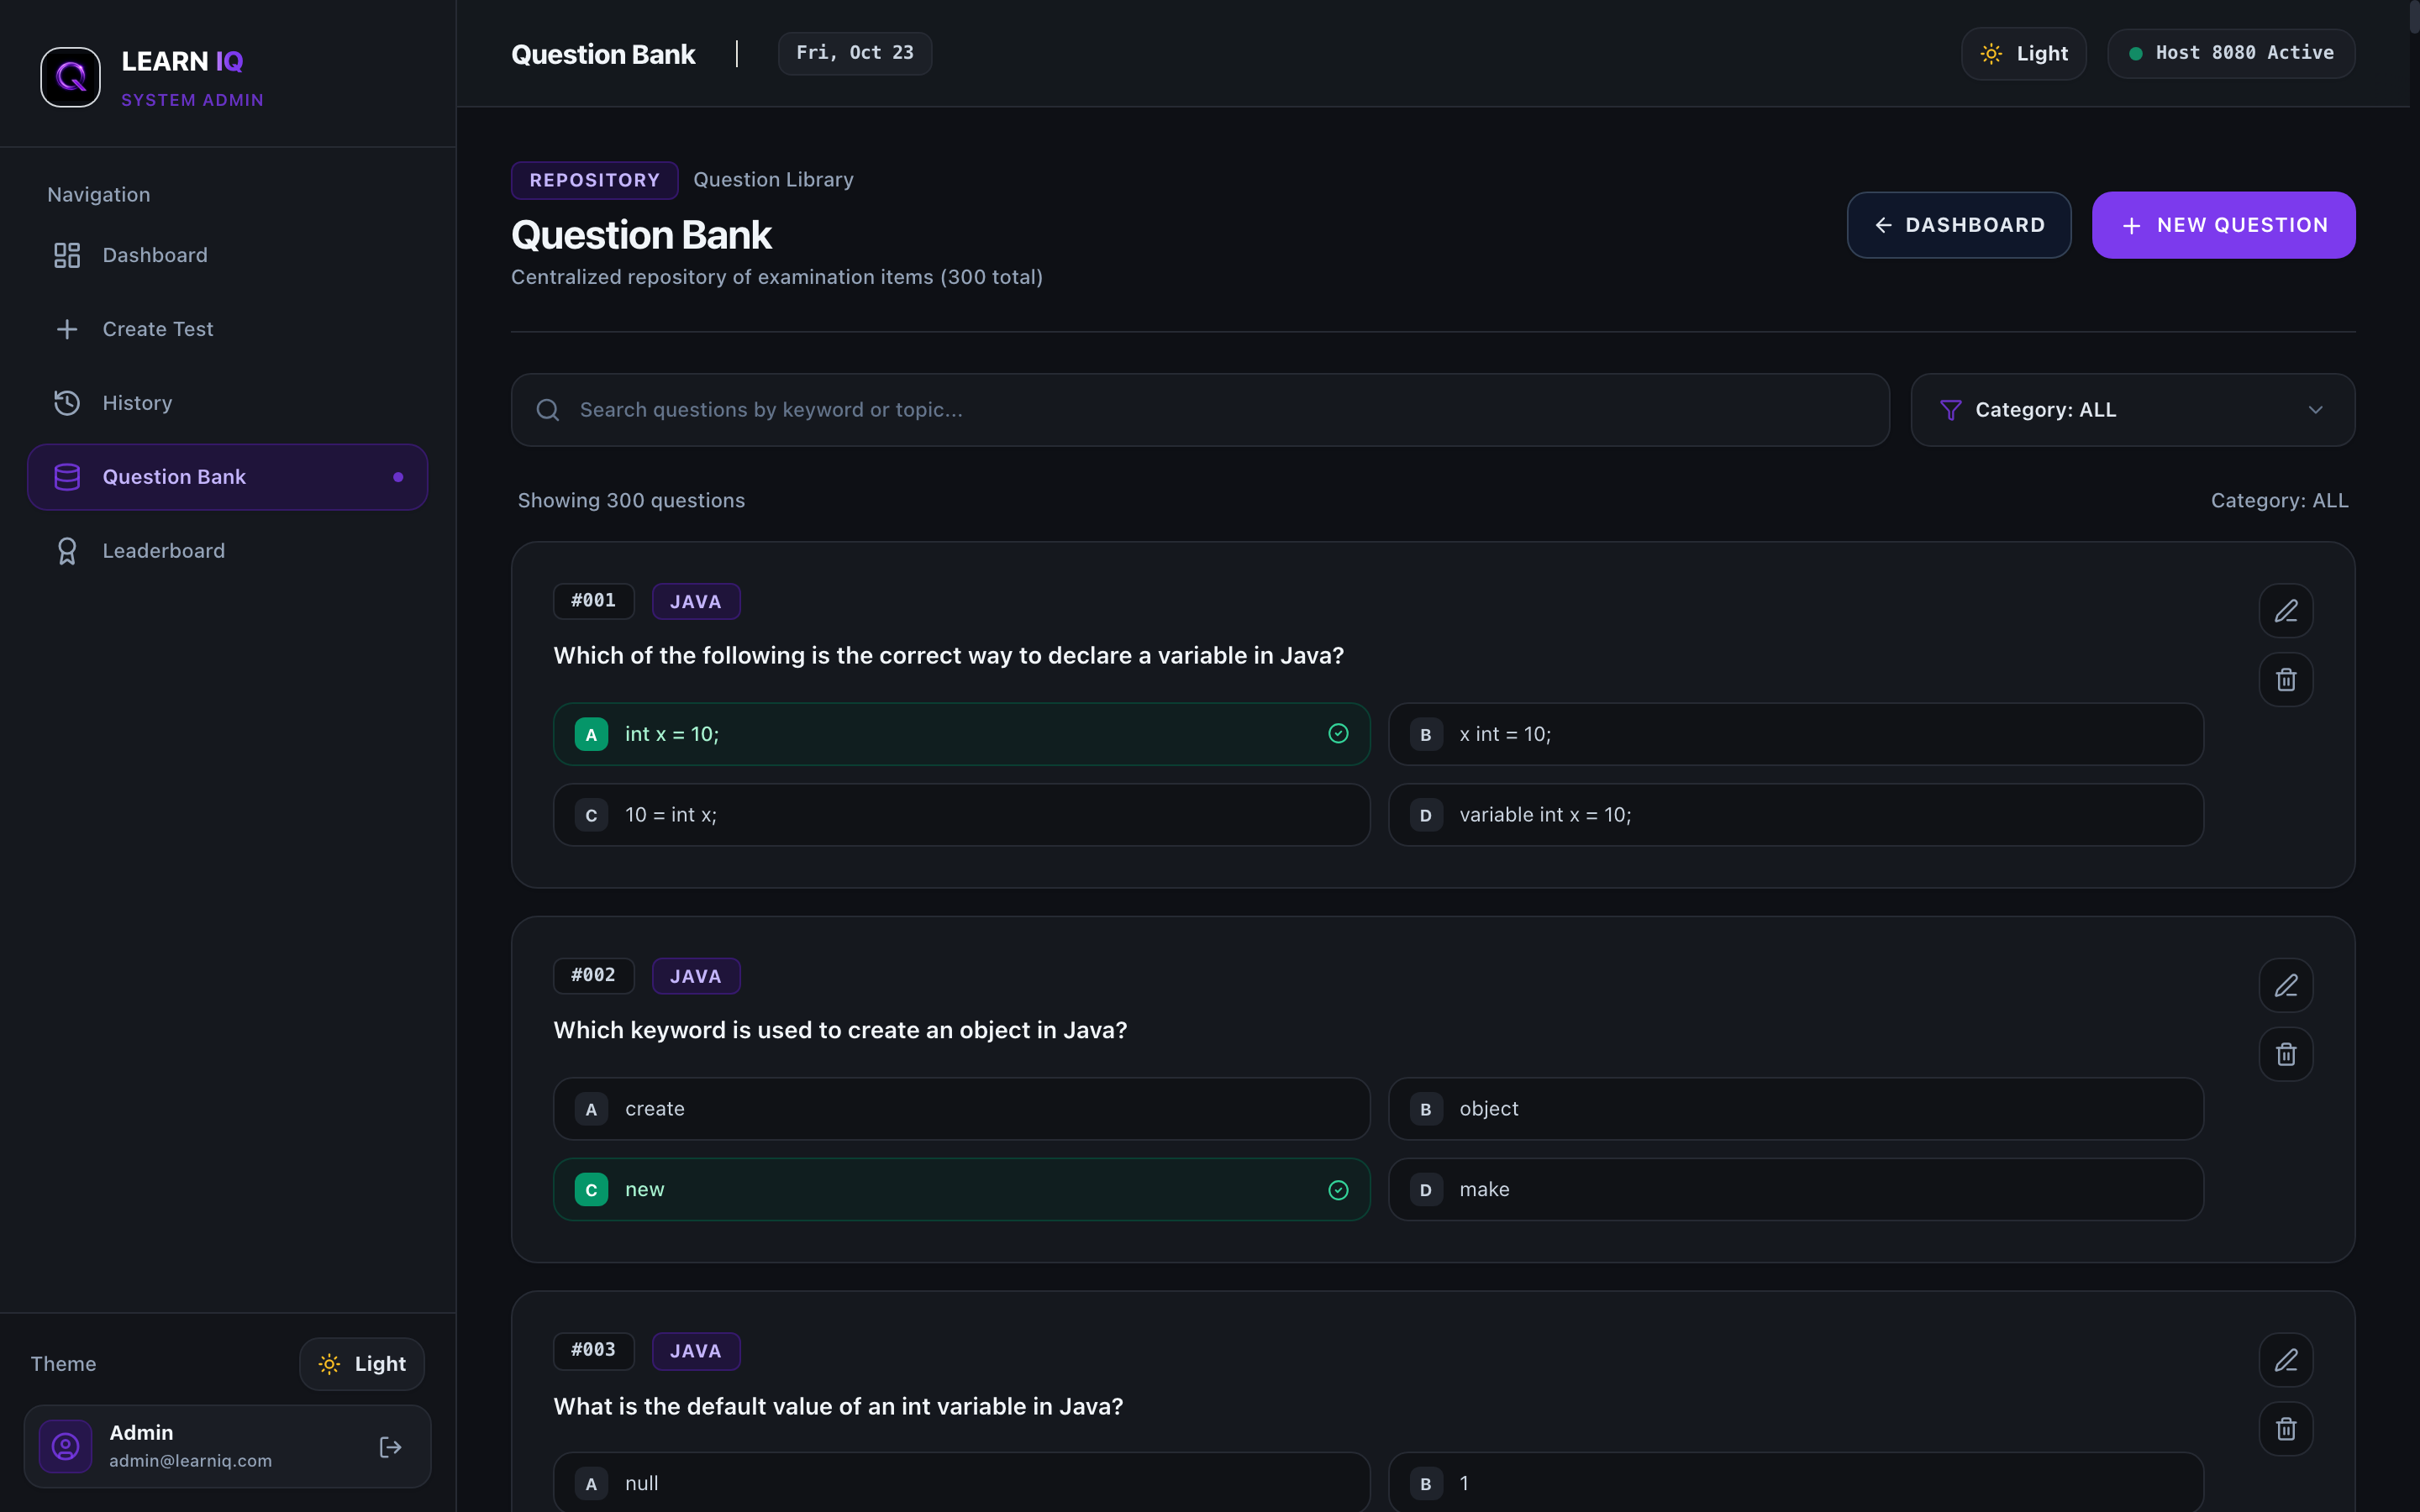 LEARN IQ
SYSTEM ADMIN
Navigation
Dashboard
Create Test
History
Question Bank
Leaderboard
Theme
Light
Admin
admin@learniq.com
Question Bank
Fri, Oct 23
Light
Host 8080 Active
REPOSITORY Question Library
Question Bank
Centralized repository of examination items (300 total)
DASHBOARD
NEW QUESTION
Search questions by keyword or topic...
Category: ALL
Showing 300 questions
Category: ALL
#001 JAVA
Which of the following is the correct way to declare a variable in Java?
A int x = 10;
B x int = 10;
C 10 = int x;
D variable int x = 10;
#002 JAVA
Which keyword is used to create an object in Java?
A create
B object
C new
D make
#003 JAVA
What is the default value of an int variable in Java?
A null
B 1